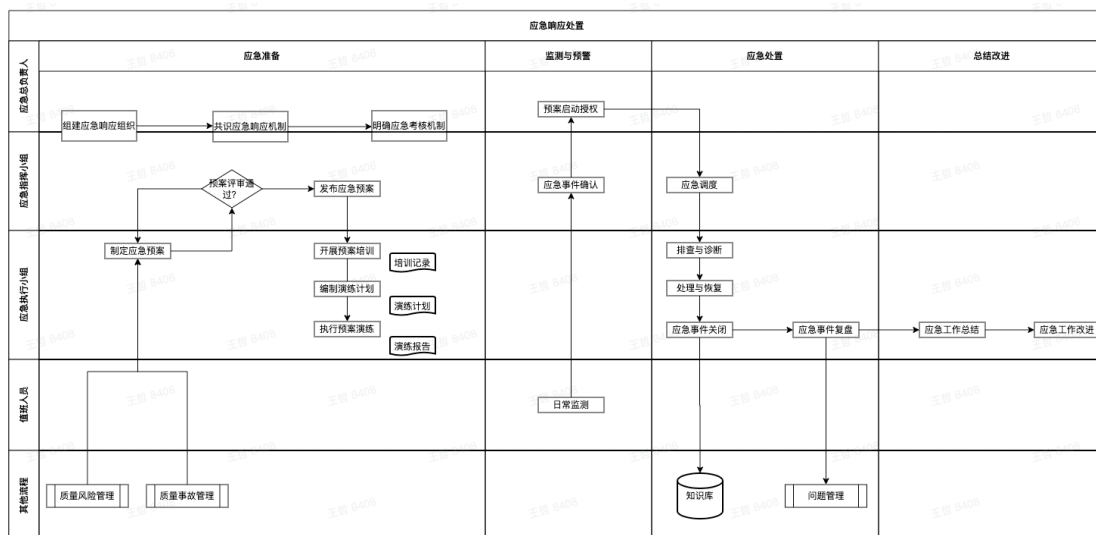 应急响应处置
应急准备
监测与预警
应急处置
总结改进
应急总负责人
组建应急响应组织
共识应急响应机制
明确应急考核机制
预案启动授权
应急指挥小组
预案评审通
过?
发布应急预案
应急事件确认
应急调度
应急执行小组
制定应急预案
开展预案培训
培训记录
编制演练计划
演练计划
执行预案演练
演练报告
排查与诊断
处理与恢复
应急事件关闭
应急事件复盘
应急工作总结
应急工作改进
值班人员
日常监测
其他流程
质量风险管理
质量事故管理
知识库
问题管理
王哲 8408